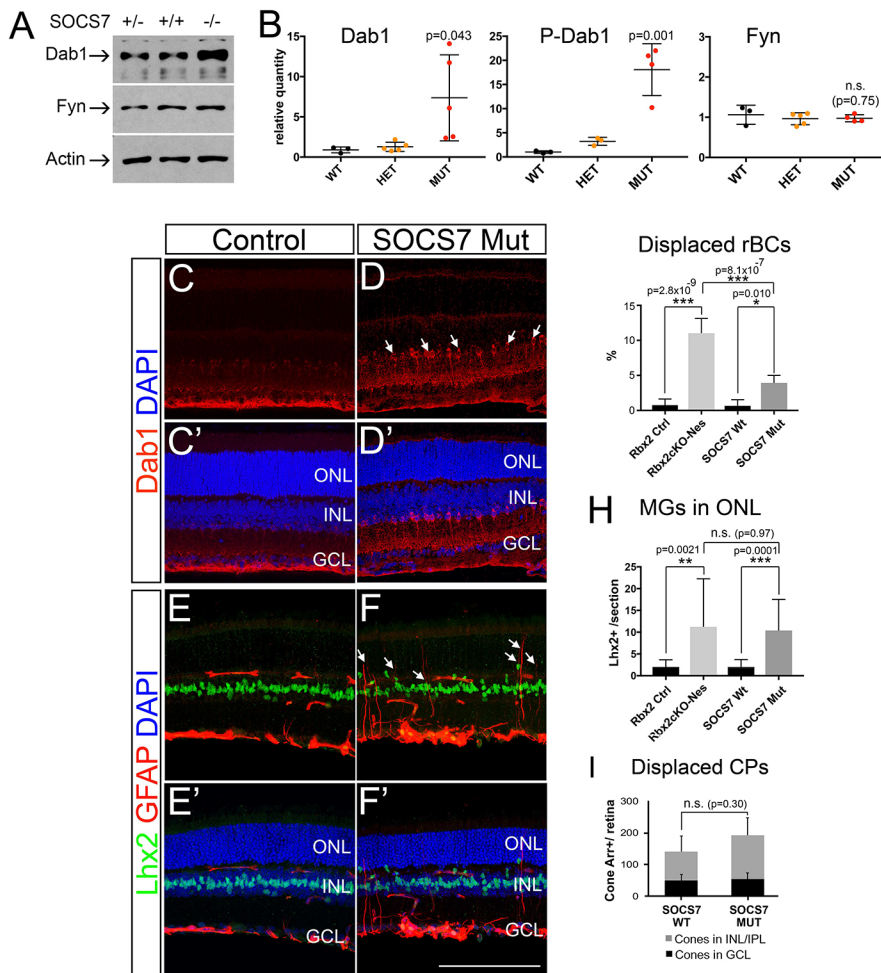 A
SOCS7 +/- +/+ -/-
Dab1→
Fyn→
Actin→
B
Dab1
p=0.043
relative quantity
15
10
5
0
WT HET MUT
P-Dab1
p=0.001
25
20
15
10
5
0
WT HET MUT
Fyn
n.s.
(p=0.75)
3
2
1
0
WT HET MUT
Control SOCS7 Mut
Dab1 DAPI
C D
C' D'
ONL ONL
INL INL
GCL GCL
Lhx2 GFAP DAPI
E F
E' F'
ONL ONL
INL INL
GCL GCL
Displaced rBCs
p=8.1x10-7
***
p=2.8x10-9
***
p=0.010
*
%
15
10
5
0
Rbx2 Ctrl Rbx2cKO-Nes SOCS7 Wt SOCS7 Mut
H MGs in ONL
n.s. (p=0.97)
p=0.0021 p=0.0001
** ***
Lhx2+ /section
25
20
15
10
5
0
Rbx2 Ctrl Rbx2cKO-Nes SOCS7 Wt SOCS7 Mut
I Displaced CPs
n.s. (p=0.30)
Cone Arr+/ retina
300
200
100
0
SOCS7 SOCS7
WT MUT
Cones in INL/IPL
Cones in GCL